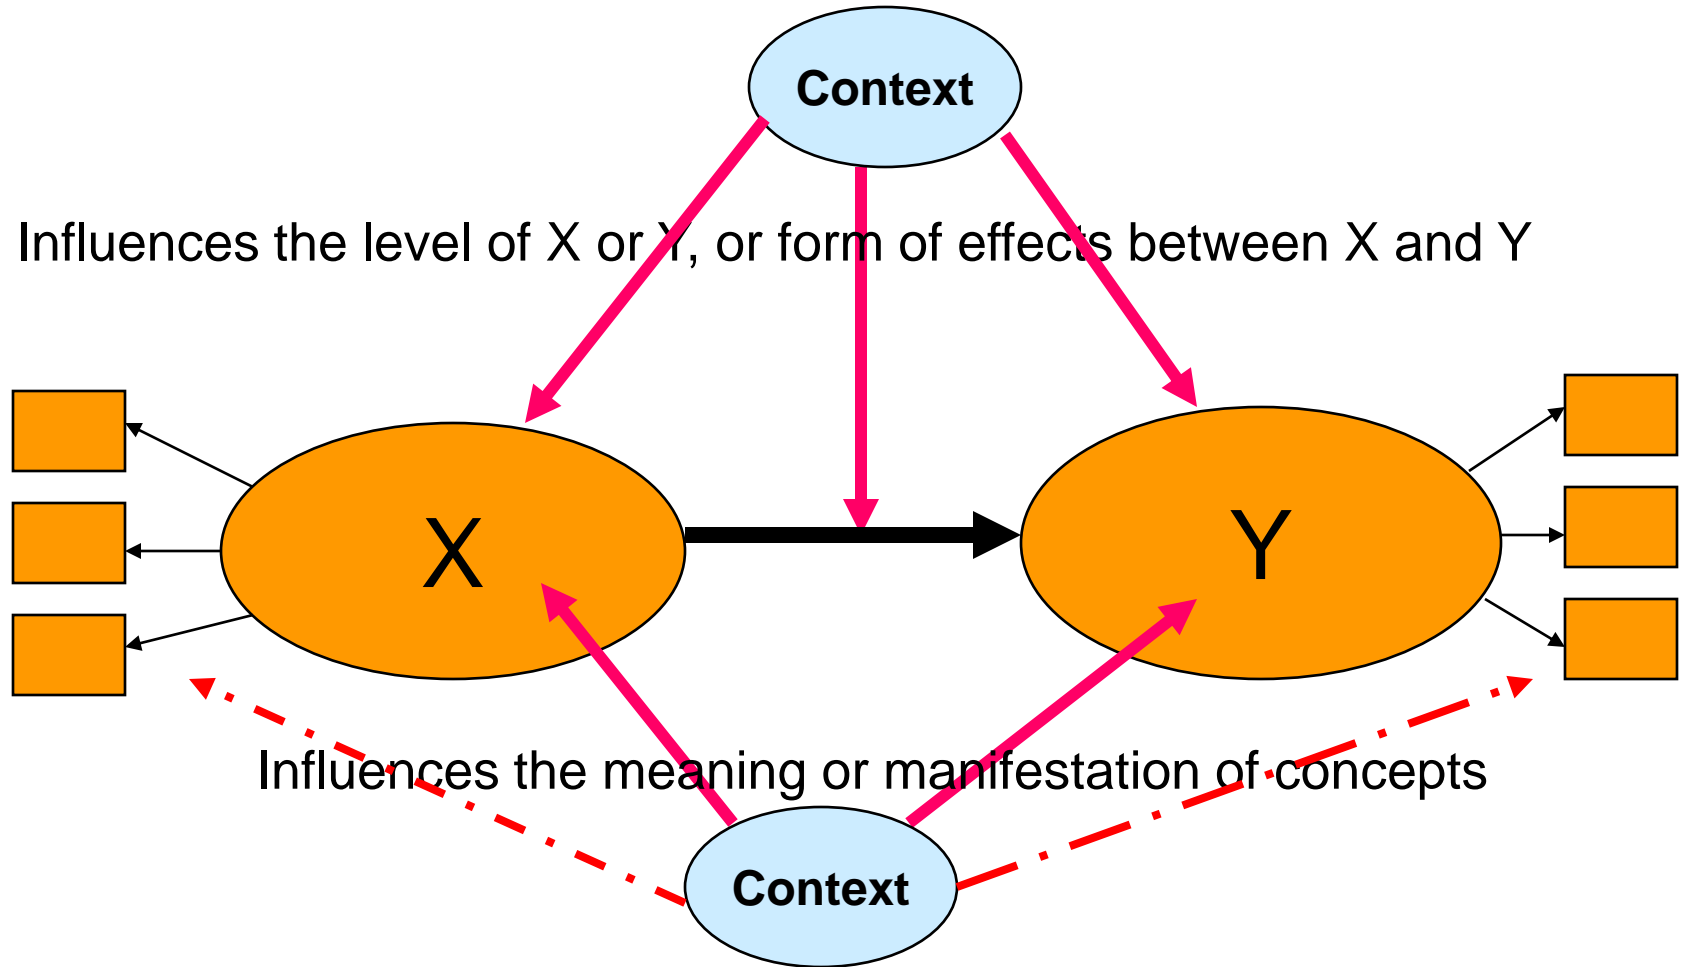 Context
Influences the level of X or Y, or form of effects between X and Y
X
Y
Influences the meaning or manifestation of concepts
Context